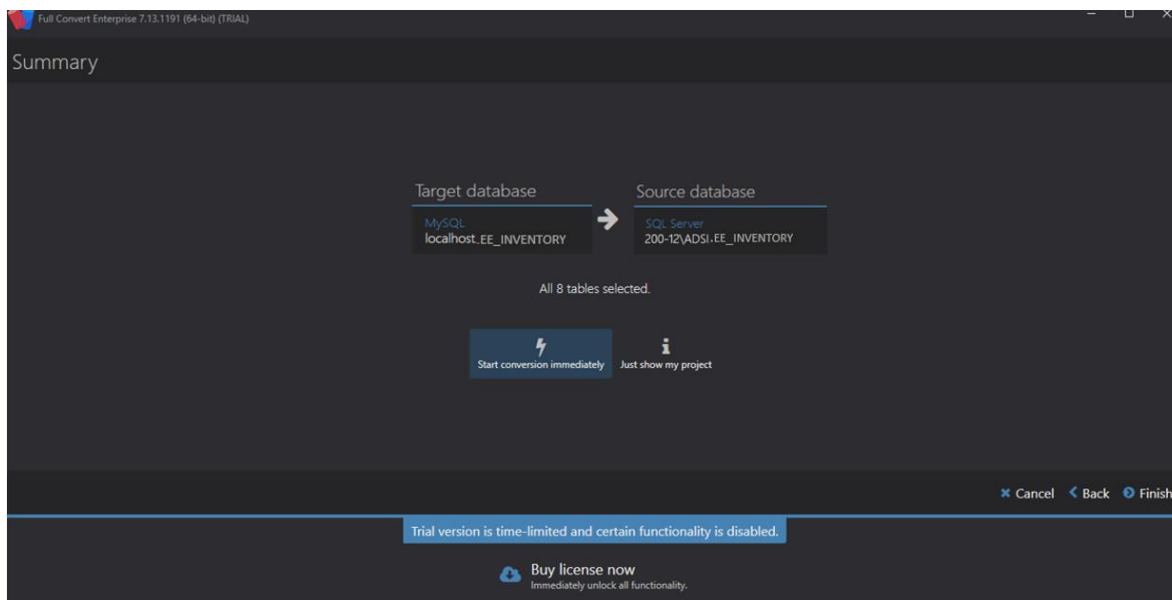 Full Convert Enterprise 7.13.1191 (64-bit) (TRIAL)
Summary
Target database
MySQL
localhost.EE_INVENTORY
Source database
SQL Server
200-12\ADSI.EE_INVENTORY
All 8 tables selected.
Start conversion immediately
Just show my project
Cancel
Back
Finish
Trial version is time-limited and certain functionality is disabled.
Buy license now
Immediately unlock all functionality.